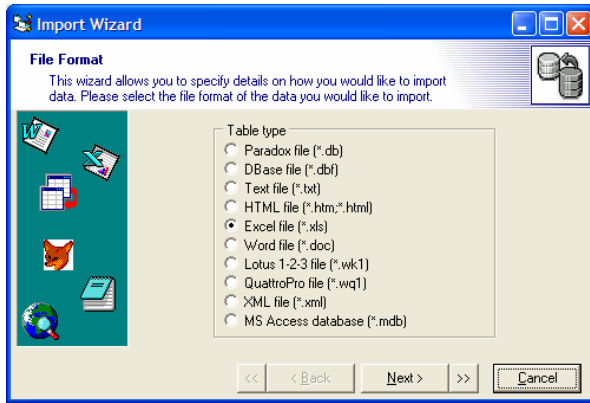 Import Wizard
File Format
This wizard allows you to specify details on how you would like to import
data. Please select the file format of the data you would like to import.
Table type
Paradox file (*.db)
DBase file (*.dbf)
Text file (*.txt)
HTML file (*.htm;*.html)
Excel file (*.xls)
Word file (*.doc)
Lotus 1-2-3 file (*.wk1)
QuattroPro file (*.wq1)
XML file (*.xml)
MS Access database (*.mdb)
<< < Back Next > >> Cancel